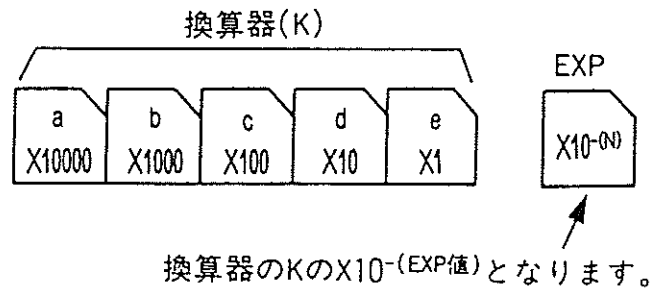 換算器(K)
EXP
a b c d e
X10000 X1000 X100 X10 X1
X10⁻⁽ᴺ⁾
換算器のKのX10⁻⁽ᴱˣᴾ値⁾となります。